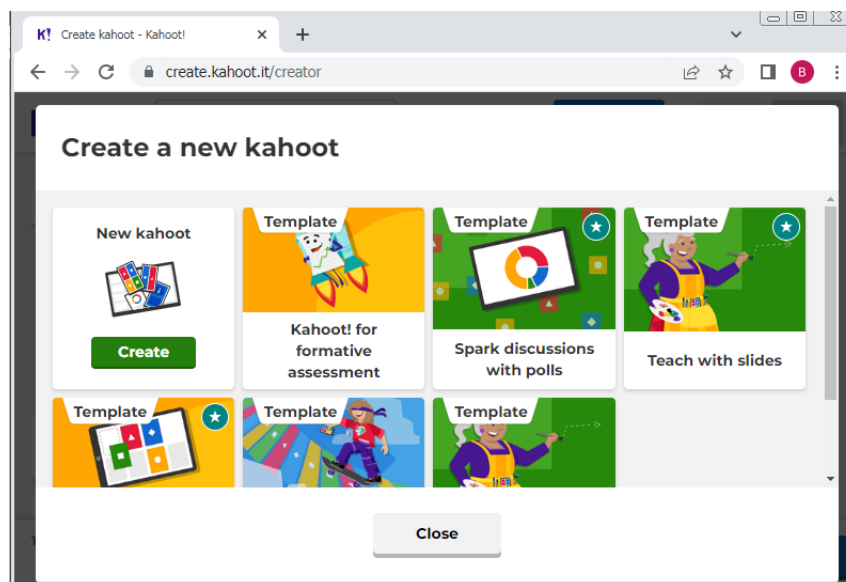 K! Create kahoot - Kahoot!
create.kahoot.it/creator
B
Create a new kahoot
New kahoot
Create
Template
Kahoot! for
formative
assessment
Template
Spark discussions
with polls
Template
Teach with slides
Template
Template
Template
Close